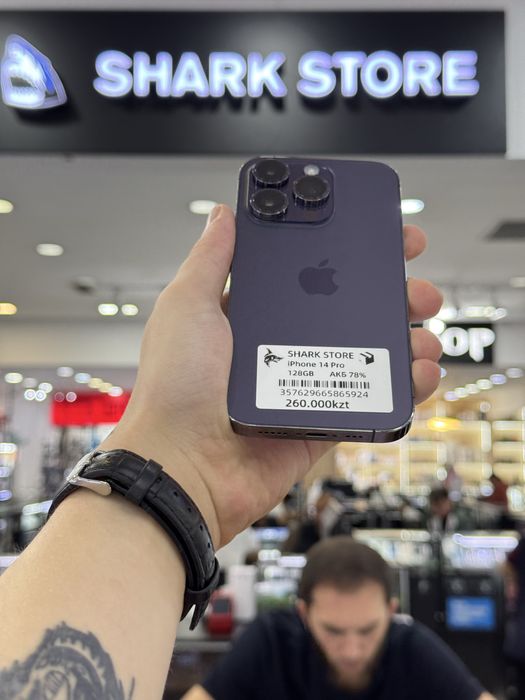 SHARK STORE
SHARK STORE
iPhone 14 Pro
128GB АКБ 78%
357629665865924
260.000kzt
op